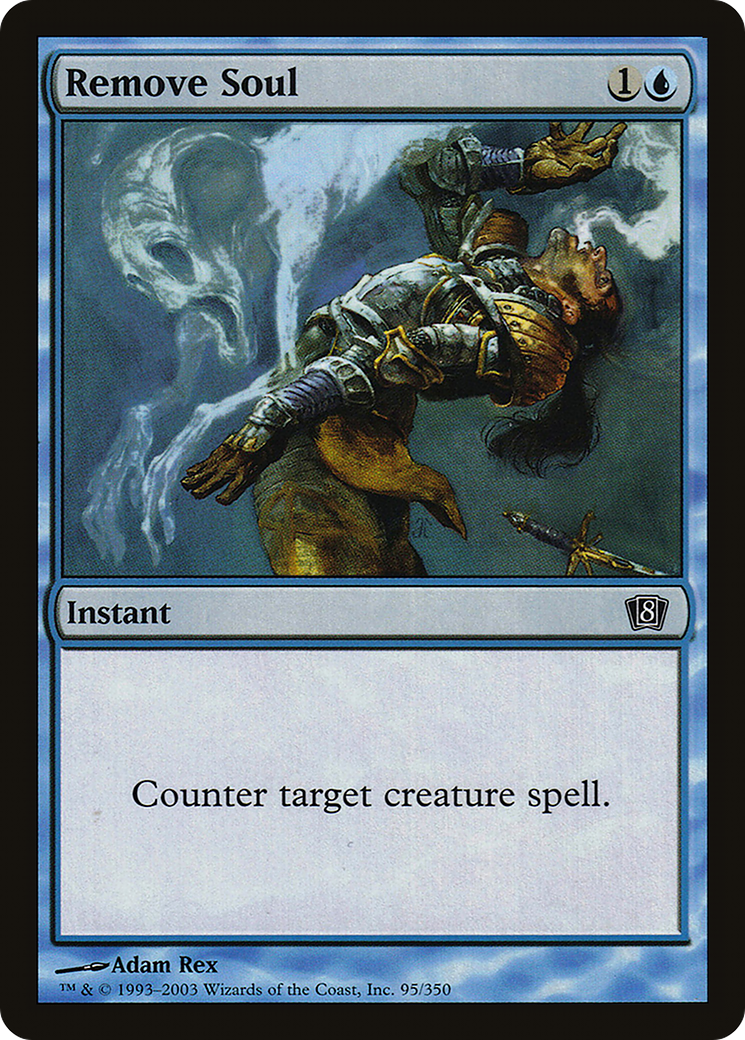 Remove Soul 1
Instant 8
Counter target creature spell.
Adam Rex
™ & © 1993–2003 Wizards of the Coast, Inc. 95/350